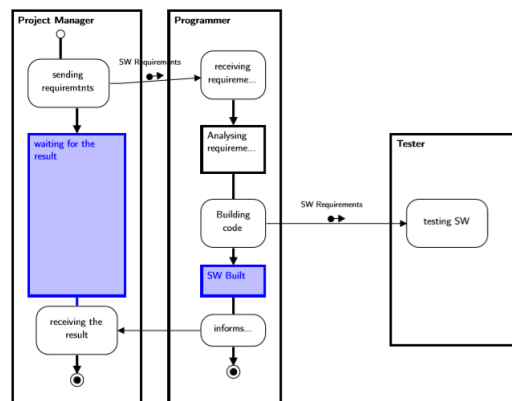 Project Manager
Programmer
SW Requirements
sending
requiremtnts
receiving
requireme...
waiting for the
result
Analysing
requireme...
Tester
SW Requirements
Building
code
testing SW
SW Built
receiving the
result
informs...